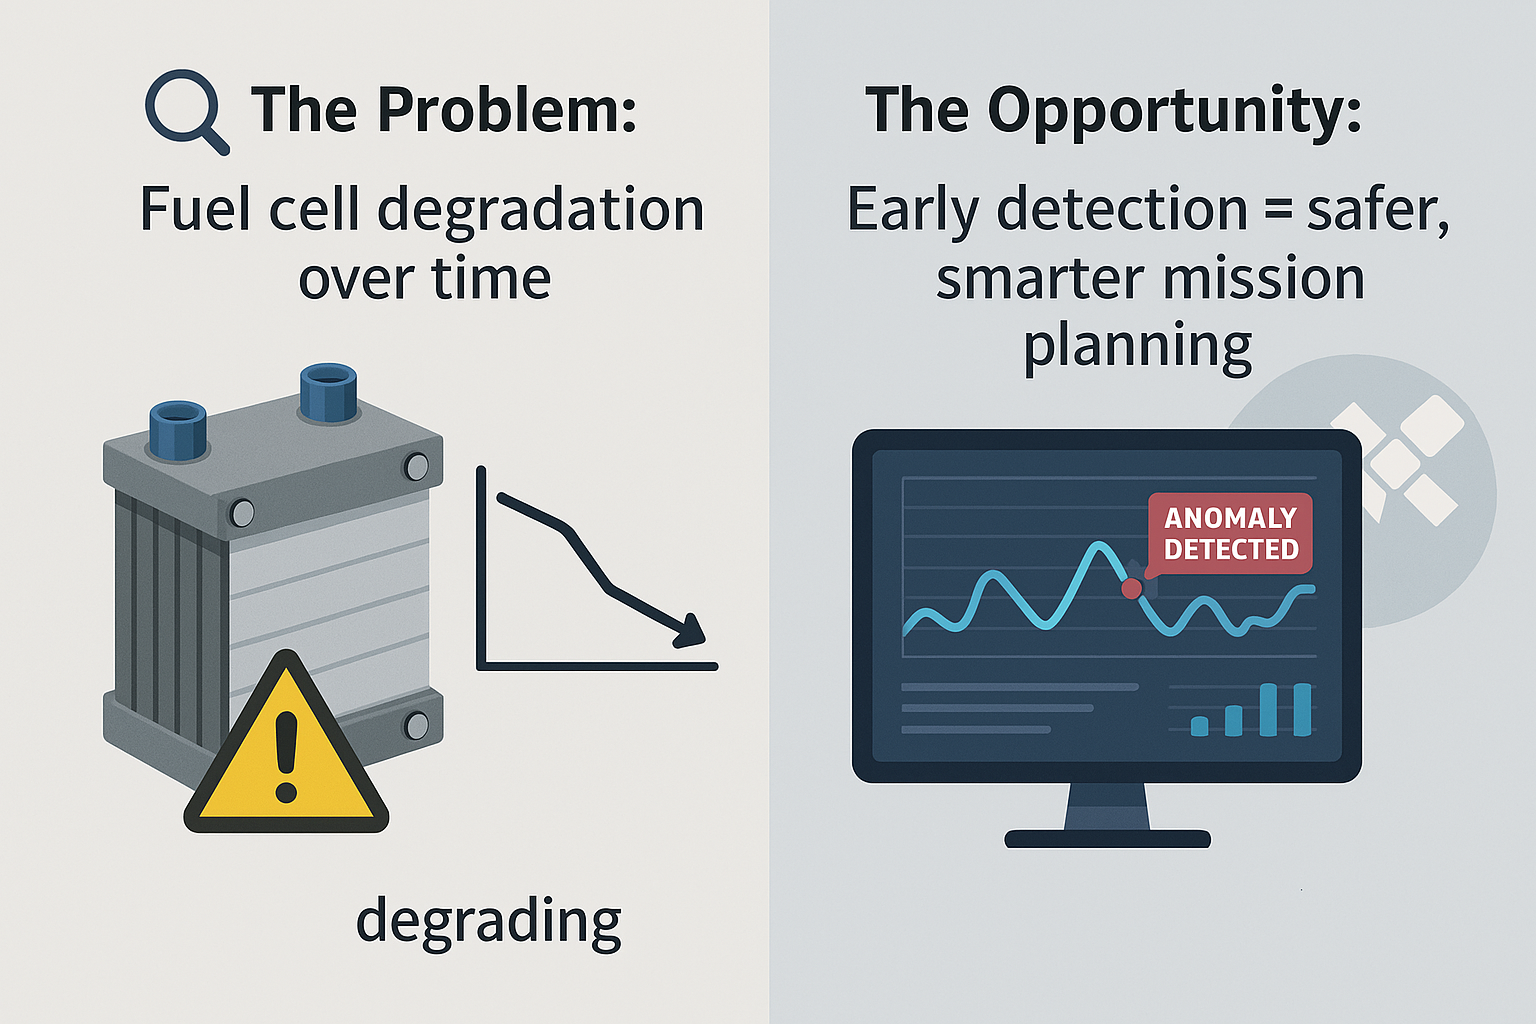 The Problem:
Fuel cell degradation
over time
degrading
The Opportunity:
Early detection = safer,
smarter mission
planning
ANOMALY
DETECTED